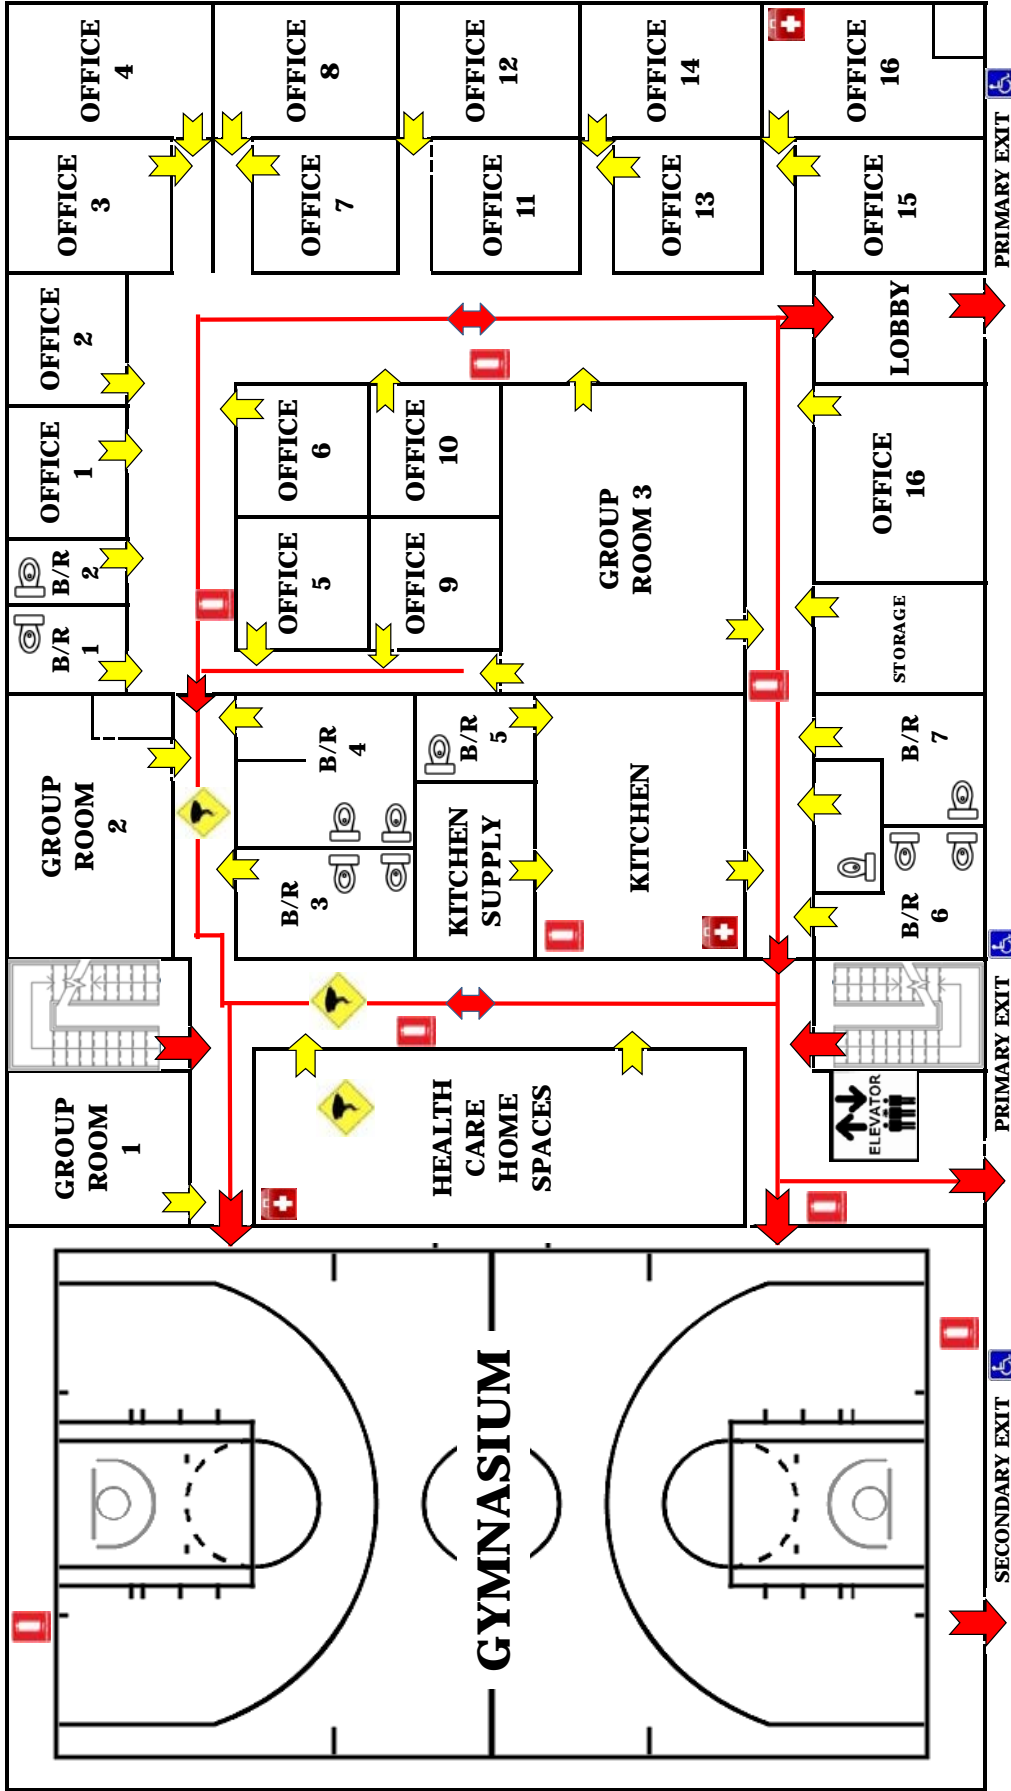 OFFICE
4
OFFICE
8
OFFICE
12
OFFICE
14
OFFICE
16
OFFICE
3
OFFICE
7
OFFICE
11
OFFICE
13
OFFICE
15
PRIMARY EXIT
OFFICE
2
LOBBY
OFFICE
1
OFFICE
6
OFFICE
10
OFFICE
16
B/R
2
B/R
1
OFFICE
5
OFFICE
9
GROUP
ROOM 3
STORAGE
GROUP
ROOM
2
B/R
4
B/R
5
B/R
7
B/R
3
KITCHEN
SUPPLY
KITCHEN
B/R
6
PRIMARY EXIT
GROUP
ROOM
1
HEALTH
CARE
HOME
SPACES
ELEVATOR
GYMNASIUM
SECONDARY EXIT